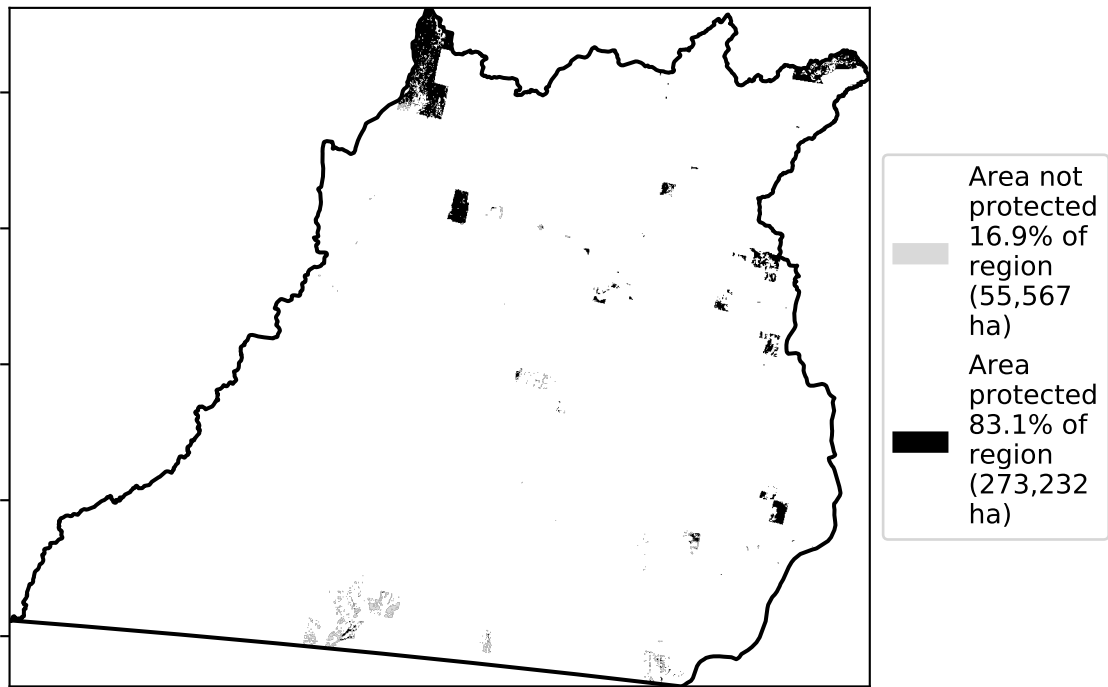 Area not
protected
16.9% of
region
(55,567
ha)
Area
protected
83.1% of
region
(273,232
ha)